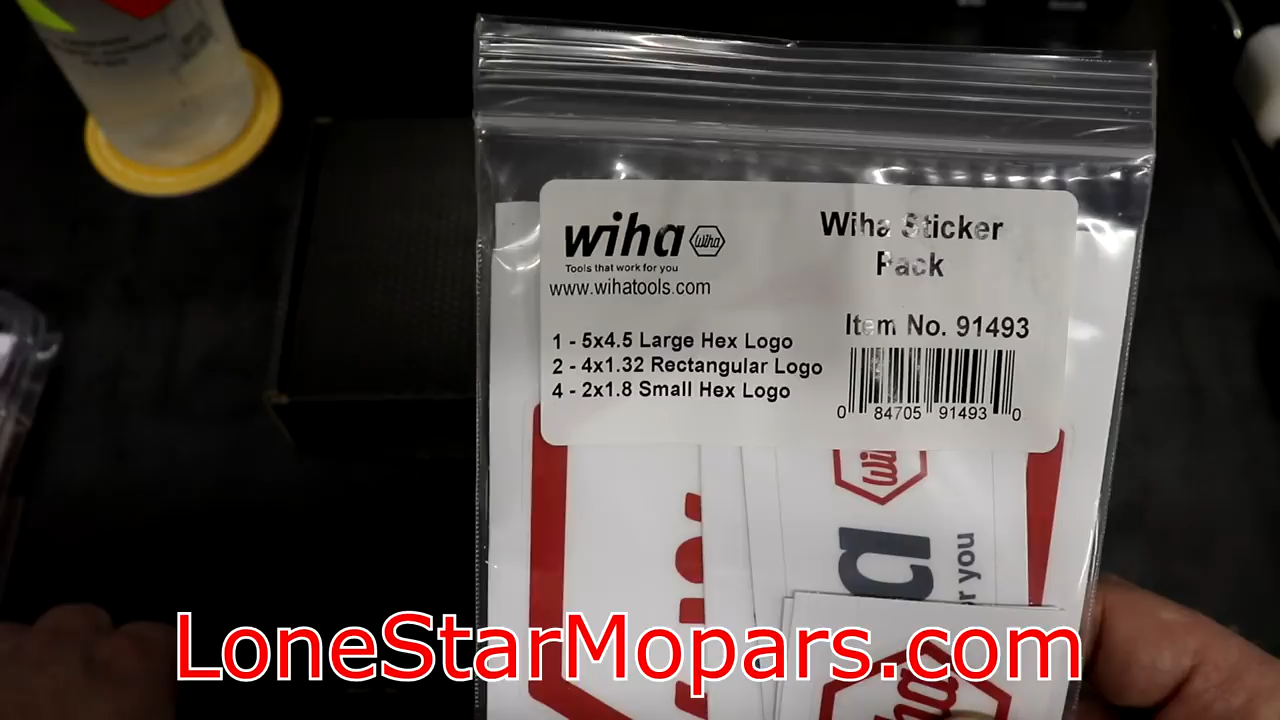 wiha wiha
Tools that work for you
www.wihatools.com
Wiha Sticker
Pack
1 - 5x4.5 Large Hex Logo
2 - 4x1.32 Rectangular Logo
4 - 2x1.8 Small Hex Logo
Item No. 91493
0 84705 91493 0
LoneStarMopars.com